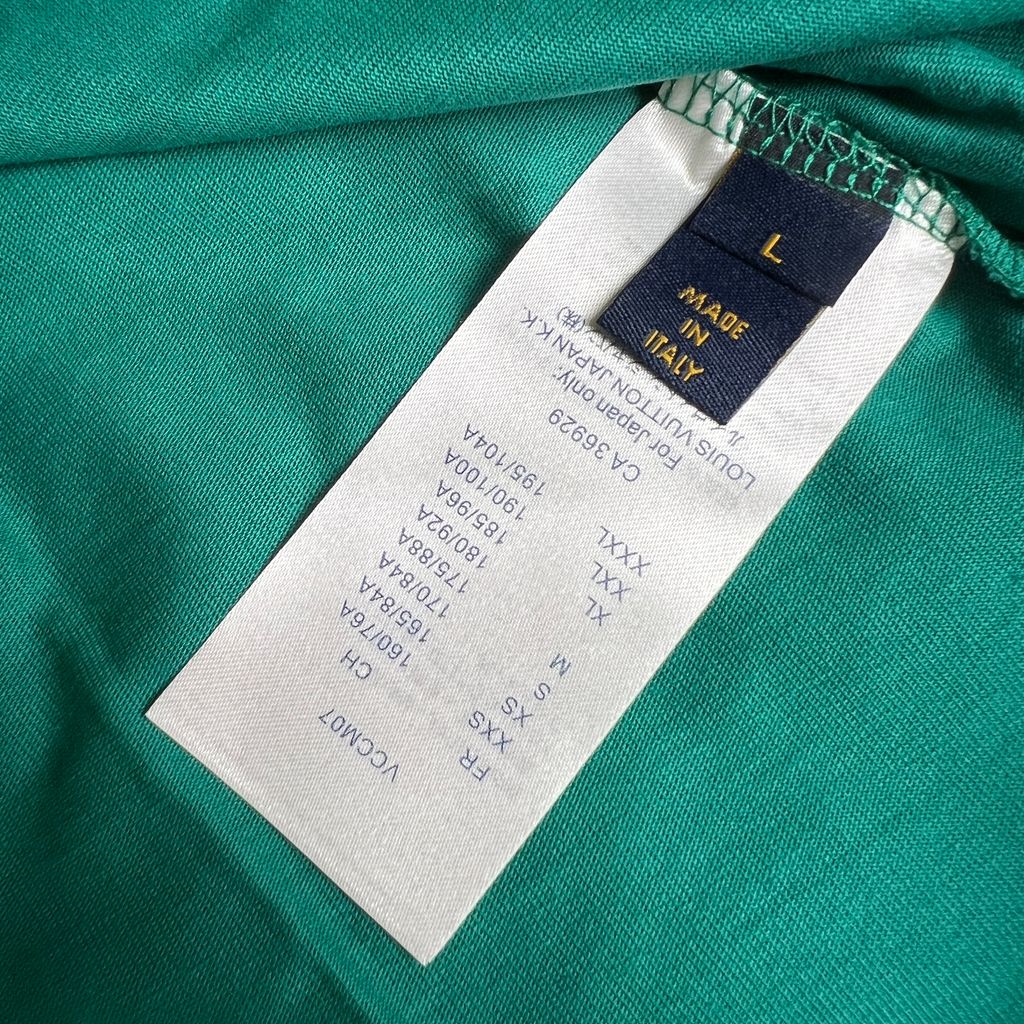 L
MADE
IN
ITALY
VCCM07
FR CH
XXS 160/76A
XS 165/84A
S 170/84A
M 175/88A
180/92A
XL 185/96A
XXL 190/100A
XXXL 195/104A
CA 36929
For Japan only.
LOUIS VUITTON JAPAN K.K.
(株)